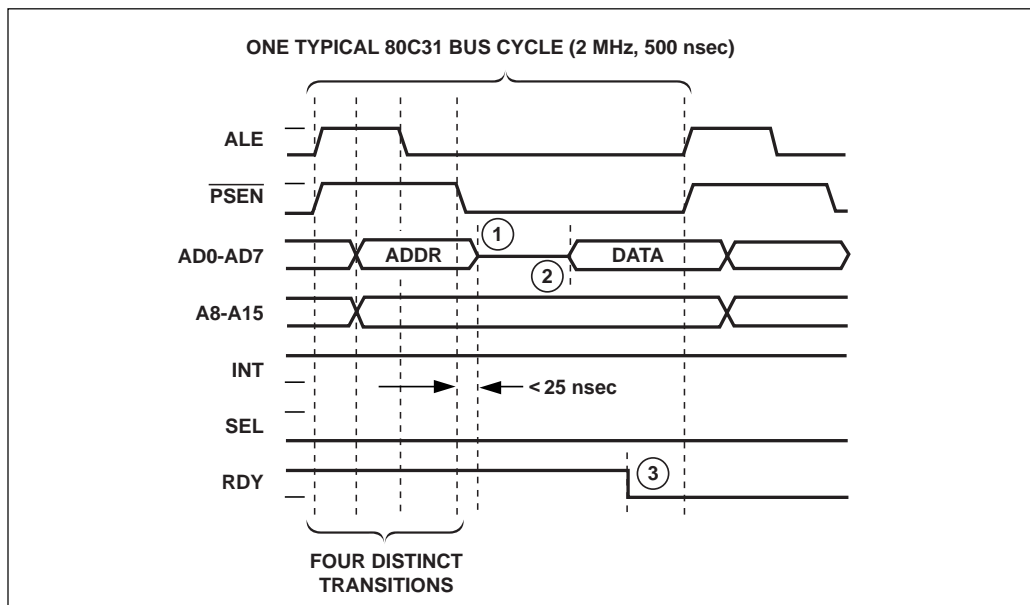 ONE TYPICAL 80C31 BUS CYCLE (2 MHz, 500 nsec)
ALE
PSEN
AD0-AD7
ADDR
1
2
DATA
A8-A15
INT
< 25 nsec
SEL
RDY
3
FOUR DISTINCT
TRANSITIONS